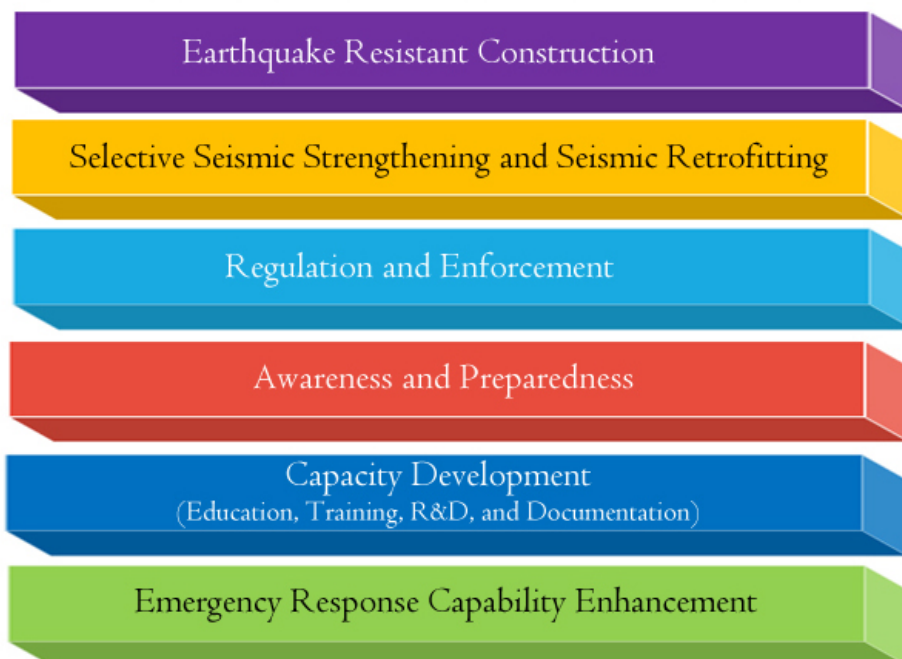 Earthquake Resistant Construction
Selective Seismic Strengthening and Seismic Retrofitting
Regulation and Enforcement
Awareness and Preparedness
Capacity Development
(Education, Training, R&D, and Documentation)
Emergency Response Capability Enhancement